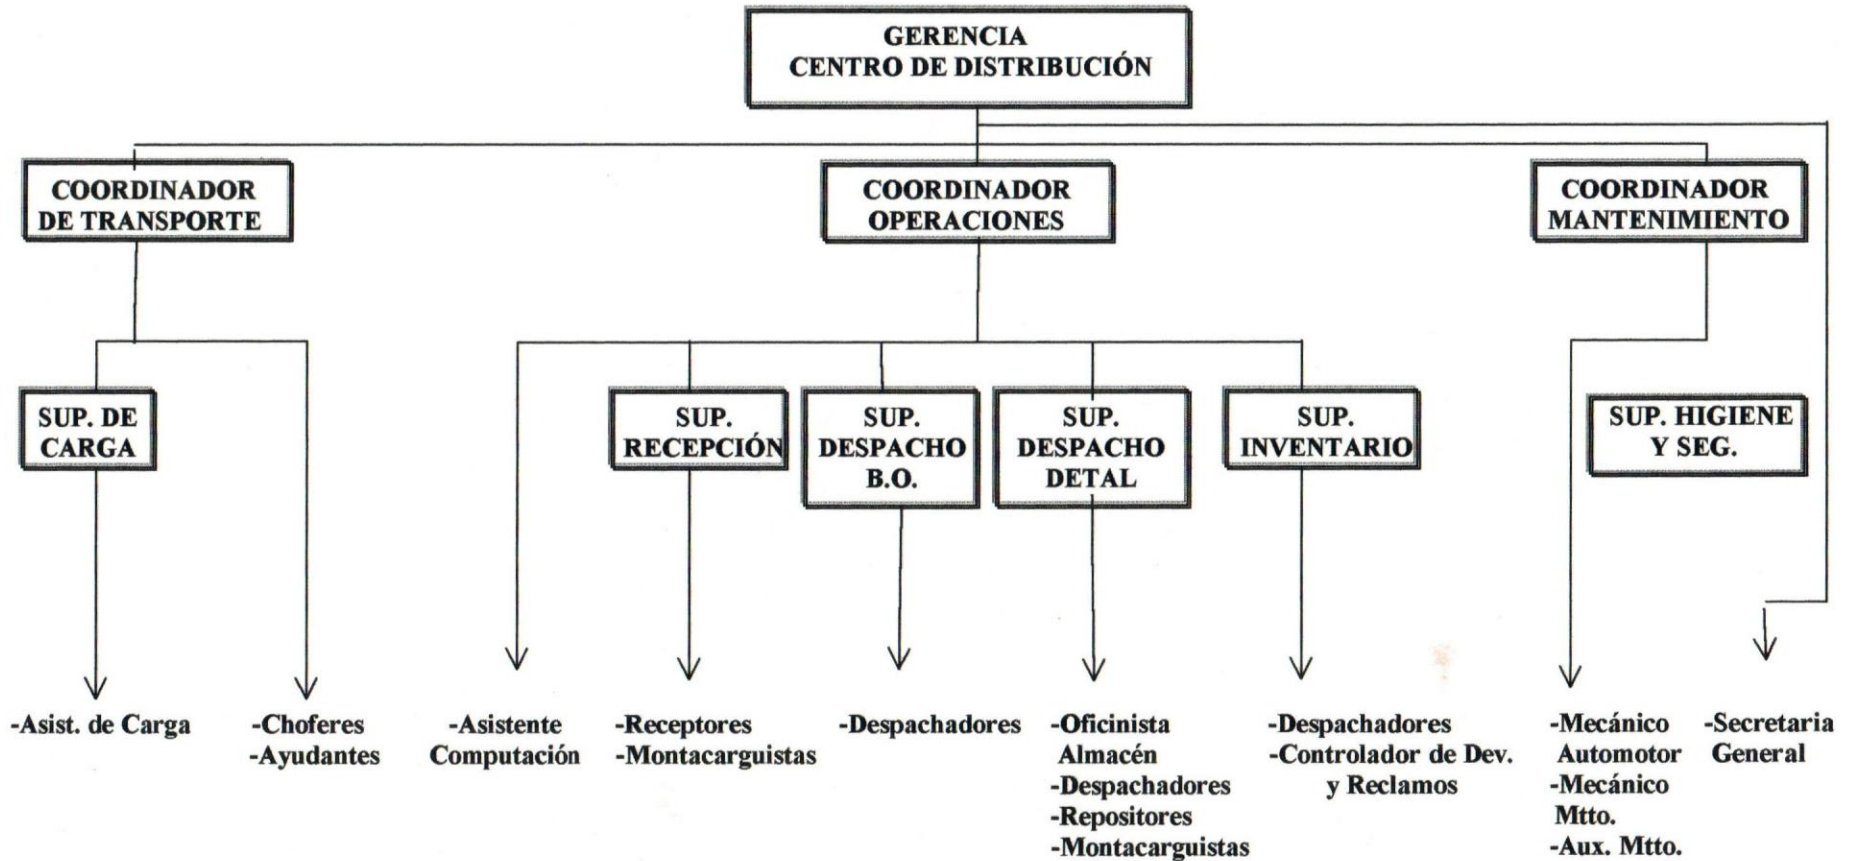 GERENCIA
CENTRO DE DISTRIBUCIÓN
COORDINADOR
DE TRANSPORTE
COORDINADOR
OPERACIONES
COORDINADOR
MANTENIMIENTO
SUP. DE
CARGA
SUP.
RECEPCIÓN
SUP.
DESPACHO
B.O.
SUP.
DESPACHO
DETAL
SUP.
INVENTARIO
SUP. HIGIENE
Y SEG.
-Asist. de Carga
-Choferes
-Ayudantes
-Asistente
Computación
-Receptores
-Montacarguistas
-Despachadores
-Oficinista
Almacén
-Despachadores
-Repositores
-Montacarguistas
-Despachadores
-Controlador de Dev.
y Reclamos
-Mecánico
Automotor
-Mecánico
Mtto.
-Aux. Mtto.
-Secretaria
General